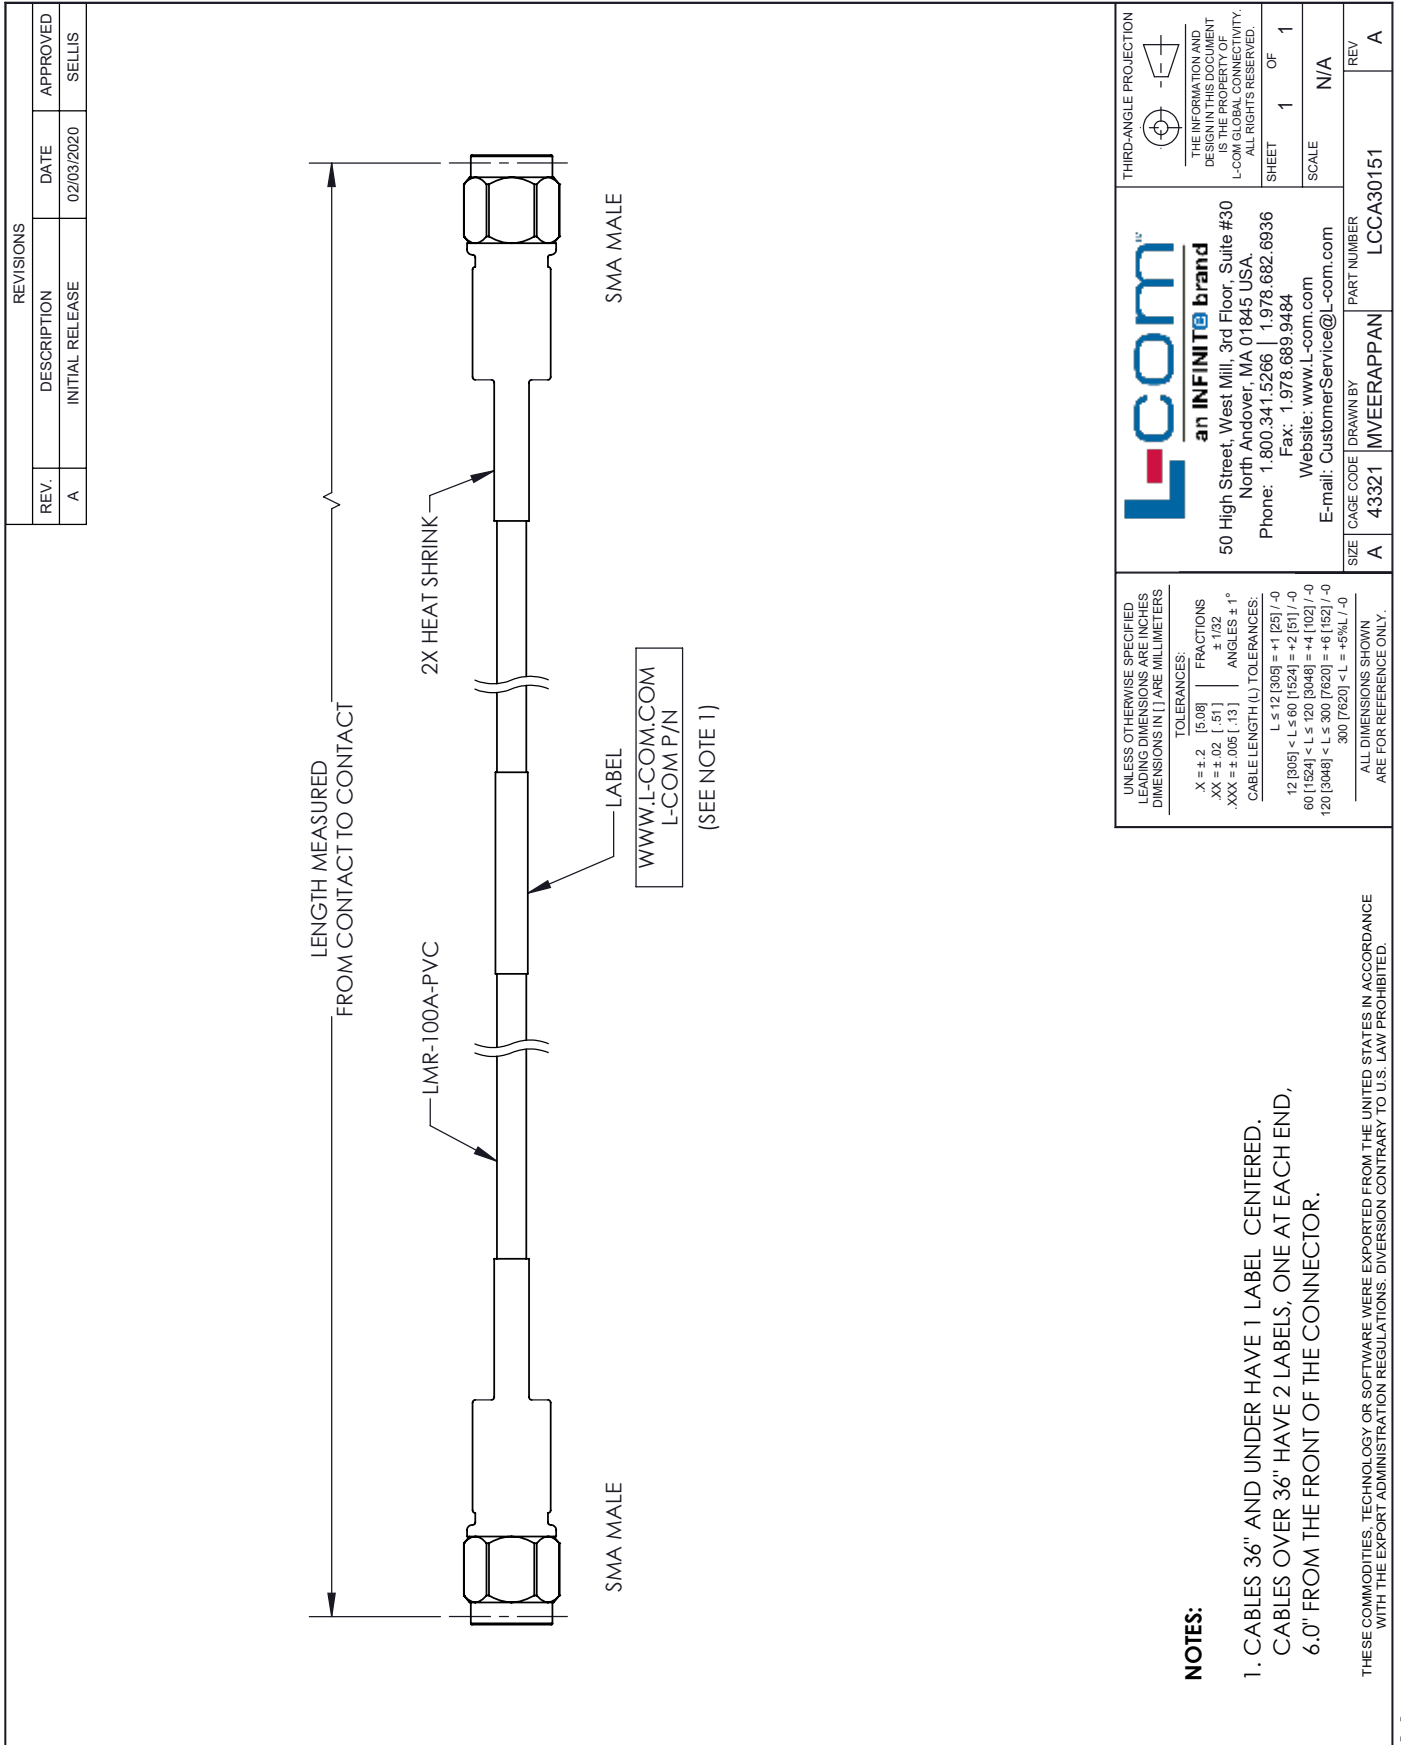 REVISIONS
REV. DESCRIPTION DATE APPROVED
A INITIAL RELEASE 02/03/2020 SELLIS
LENGTH MEASURED
FROM CONTACT TO CONTACT
LMR-100A-PVC
2X HEAT SHRINK
SMA MALE
SMA MALE
LABEL
WWW.L-COM.COM
L-COM P/N
(SEE NOTE 1)
NOTES:
1. CABLES 36" AND UNDER HAVE 1 LABEL CENTERED.
CABLES OVER 36" HAVE 2 LABELS, ONE AT EACH END,
6.0" FROM THE FRONT OF THE CONNECTOR.
THESE COMMODITIES, TECHNOLOGY OR SOFTWARE WERE EXPORTED FROM THE UNITED STATES IN ACCORDANCE
WITH THE EXPORT ADMINISTRATION REGULATIONS. DIVERSION CONTRARY TO U.S. LAW PROHIBITED.
UNLESS OTHERWISE SPECIFIED
LEADING DIMENSIONS ARE INCHES
DIMENSIONS IN [ ] ARE MILLIMETERS
TOLERANCES:
.X = ± .2 [5.08] FRACTIONS
.XX = ± .02 [ .51 ] ± 1/32
.XXX = ± .005 [ .13 ] ANGLES ± 1°
CABLE LENGTH (L) TOLERANCES:
L ≤ 12 [305] = +1 [25] / -0
12 [305] < L ≤ 60 [1524] = +2 [51] / -0
60 [1524] < L ≤ 120 [3048] = +4 [102] / -0
120 [3048] < L ≤ 300 [7620] = +6 [152] / -0
300 [7620] < L = +5%L / -0
ALL DIMENSIONS SHOWN
ARE FOR REFERENCE ONLY.
L-com
an INFINITe brand
50 High Street, West Mill, 3rd Floor, Suite #30
North Andover, MA 01845 USA.
Phone: 1.800.341.5266 | 1.978.682.6936
Fax: 1.978.689.9484
Website: www.L-com.com
E-mail: CustomerService@L-com.com
THIRD-ANGLE PROJECTION
THE INFORMATION AND
DESIGN IN THIS DOCUMENT
IS THE PROPERTY OF
L-COM GLOBAL CONNECTIVITY.
ALL RIGHTS RESERVED.
SHEET 1 OF 1
SCALE N/A
SIZE A
CAGE CODE 43321
DRAWN BY MVEERAPPAN
PART NUMBER LCCA30151
REV A